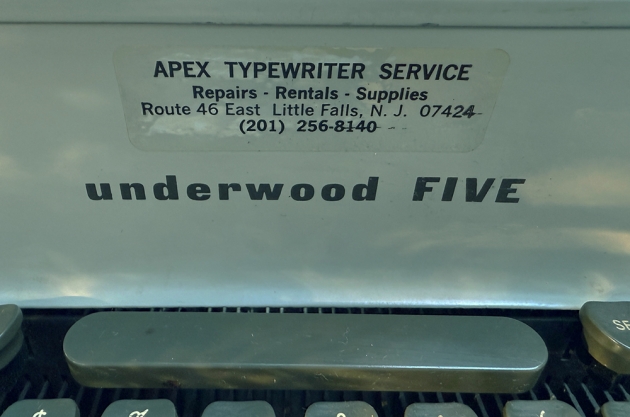 APEX TYPEWRITER SERVICE
Repairs - Rentals - Supplies
Route 46 East Little Falls, N. J. 07424
(201) 256-8140
underwood FIVE